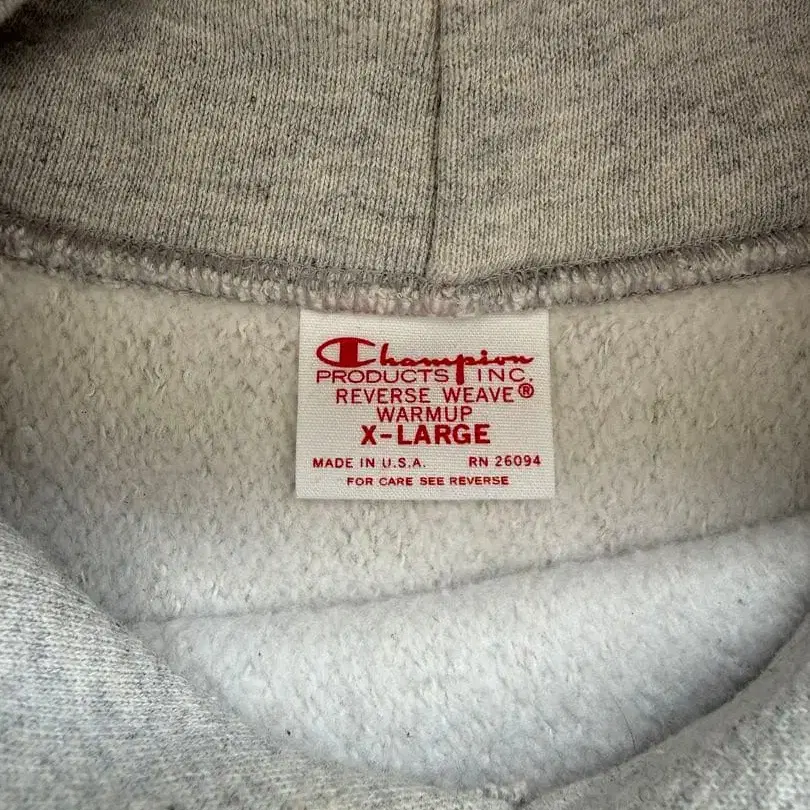 Champion
PRODUCTS INC.
REVERSE WEAVE®
WARMUP
X-LARGE
MADE IN U.S.A. RN 26094
FOR CARE SEE REVERSE